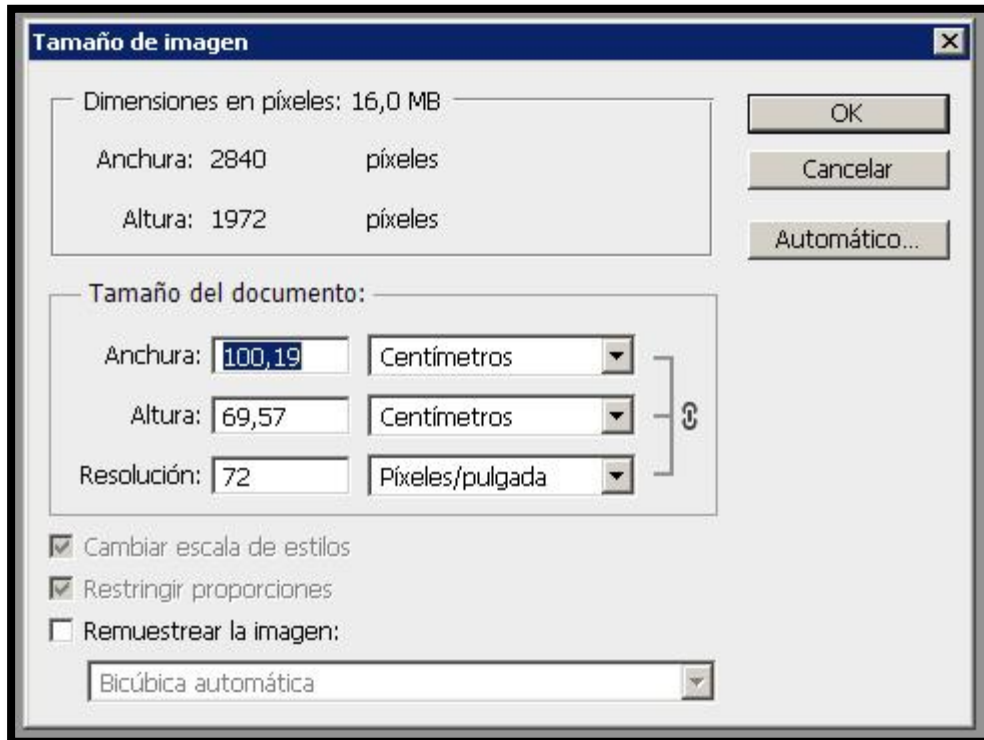 Tamaño de imagen
Dimensiones en píxeles: 16,0 MB
OK
Anchura: 2840 píxeles
Cancelar
Altura: 1972 píxeles
Automático...
Tamaño del documento:
Anchura: 100,19 Centímetros
Altura: 69,57 Centímetros
Resolución: 72 Píxeles/pulgada
Cambiar escala de estilos
Restringir proporciones
Remuestrear la imagen:
Bicúbica automática